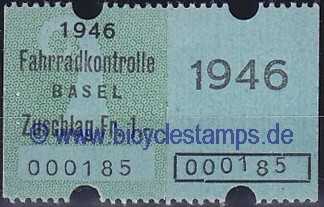 1946
Fahrradkontrolle
BASEL
Zuschlag Fr. 1.-
000185
1946
000185
© www.bicyclestamps.de